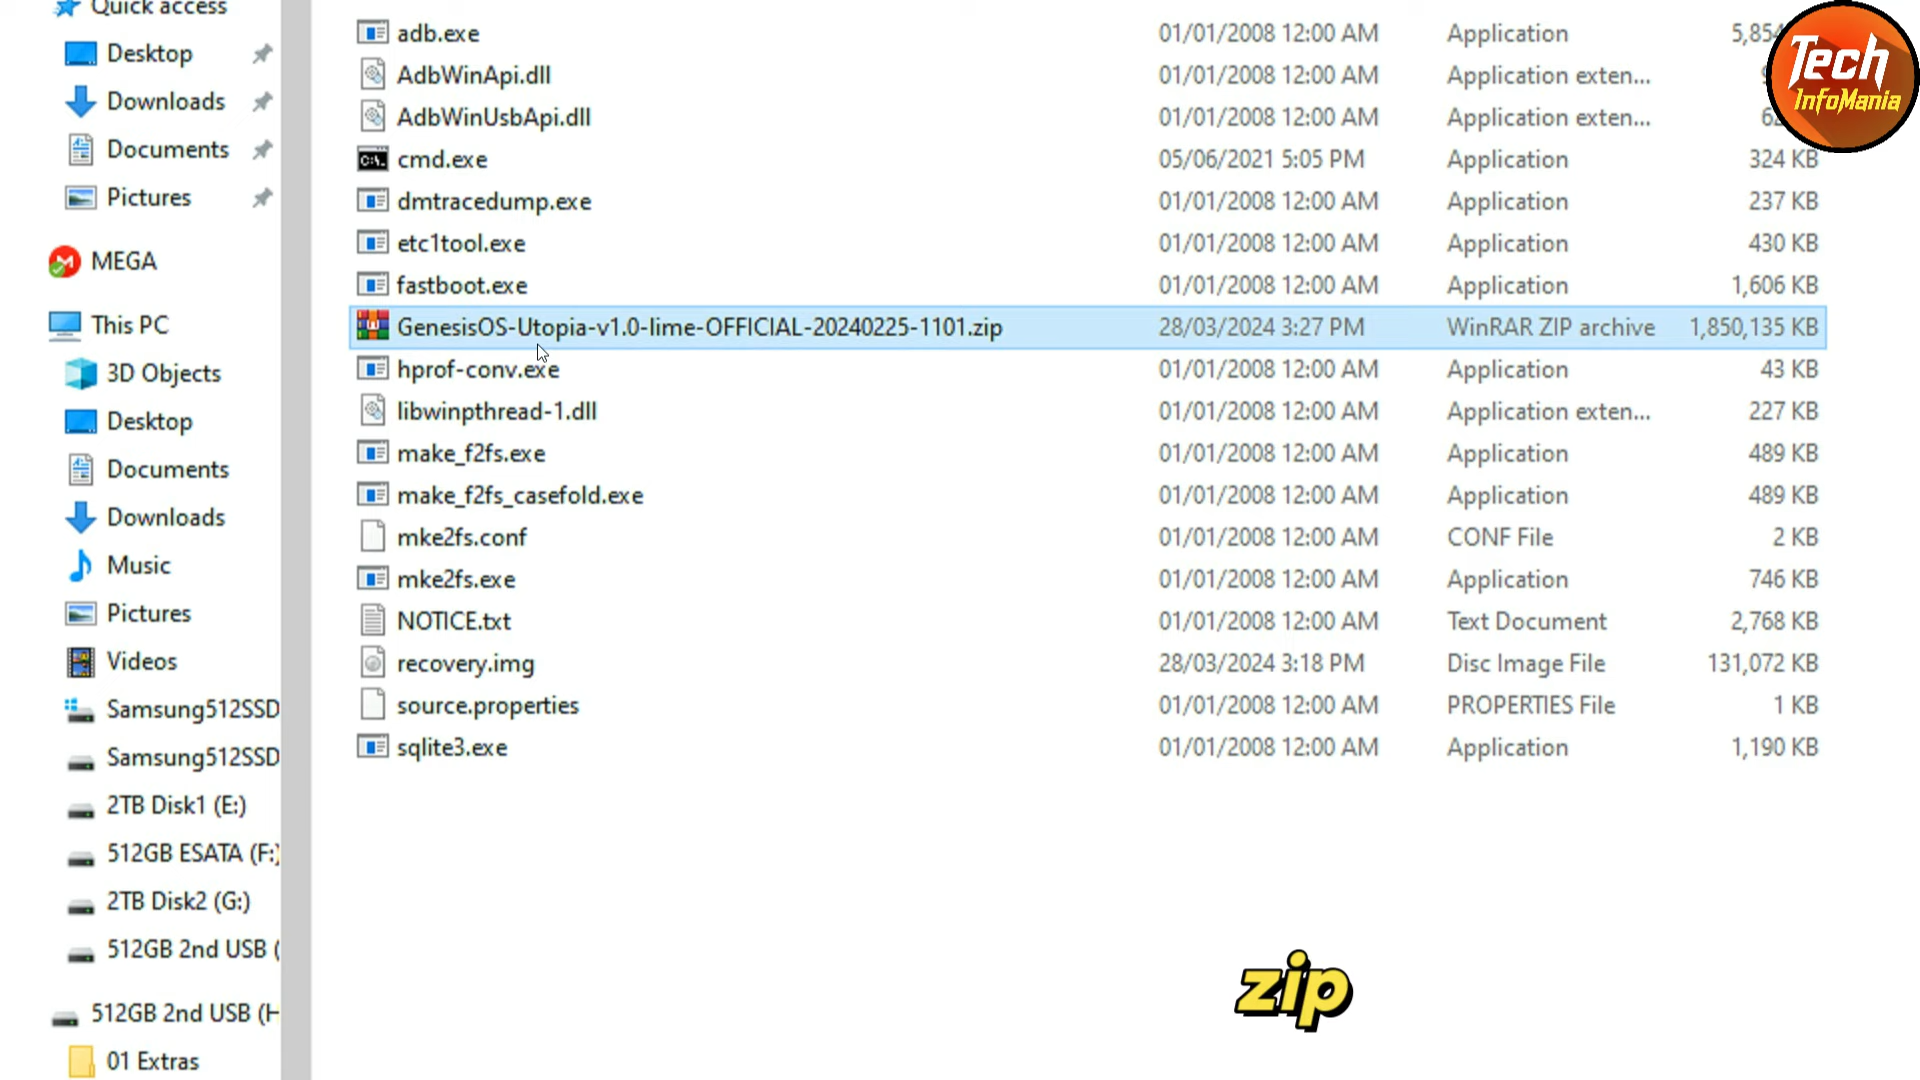 Quick access
Desktop
Downloads
Documents
Pictures
MEGA
This PC
3D Objects
Desktop
Documents
Downloads
Music
Pictures
Videos
Samsung512SSD
Samsung512SSD
2TB Disk1 (E:)
512GB ESATA (F:)
2TB Disk2 (G:)
512GB 2nd USB (
512GB 2nd USB (H
01 Extras
adb.exe 01/01/2008 12:00 AM Application 5,854
AdbWinApi.dll 01/01/2008 12:00 AM Application exten...
AdbWinUsbApi.dll 01/01/2008 12:00 AM Application exten...
cmd.exe 05/06/2021 5:05 PM Application 324 KB
dmtracedump.exe 01/01/2008 12:00 AM Application 237 KB
etc1tool.exe 01/01/2008 12:00 AM Application 430 KB
fastboot.exe 01/01/2008 12:00 AM Application 1,606 KB
GenesisOS-Utopia-v1.0-lime-OFFICIAL-20240225-1101.zip 28/03/2024 3:27 PM WinRAR ZIP archive 1,850,135 KB
hprof-conv.exe 01/01/2008 12:00 AM Application 43 KB
libwinpthread-1.dll 01/01/2008 12:00 AM Application exten... 227 KB
make_f2fs.exe 01/01/2008 12:00 AM Application 489 KB
make_f2fs_casefold.exe 01/01/2008 12:00 AM Application 489 KB
mke2fs.conf 01/01/2008 12:00 AM CONF File 2 KB
mke2fs.exe 01/01/2008 12:00 AM Application 746 KB
NOTICE.txt 01/01/2008 12:00 AM Text Document 2,768 KB
recovery.img 28/03/2024 3:18 PM Disc Image File 131,072 KB
source.properties 01/01/2008 12:00 AM PROPERTIES File 1 KB
sqlite3.exe 01/01/2008 12:00 AM Application 1,190 KB
Tech
InfoMania
zip